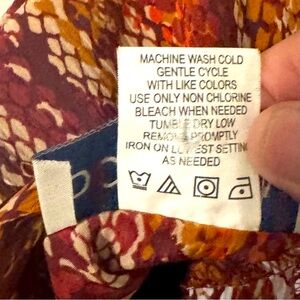 MACHINE WASH COLD
GENTLE CYCLE
WITH LIKE COLORS
USE ONLY NON CHLORINE
BLEACH WHEN NEEDED
TUMBLE DRY LOW
REMOVE PROMPTLY
IRON ON LOWEST SETTING
AS NEEDED